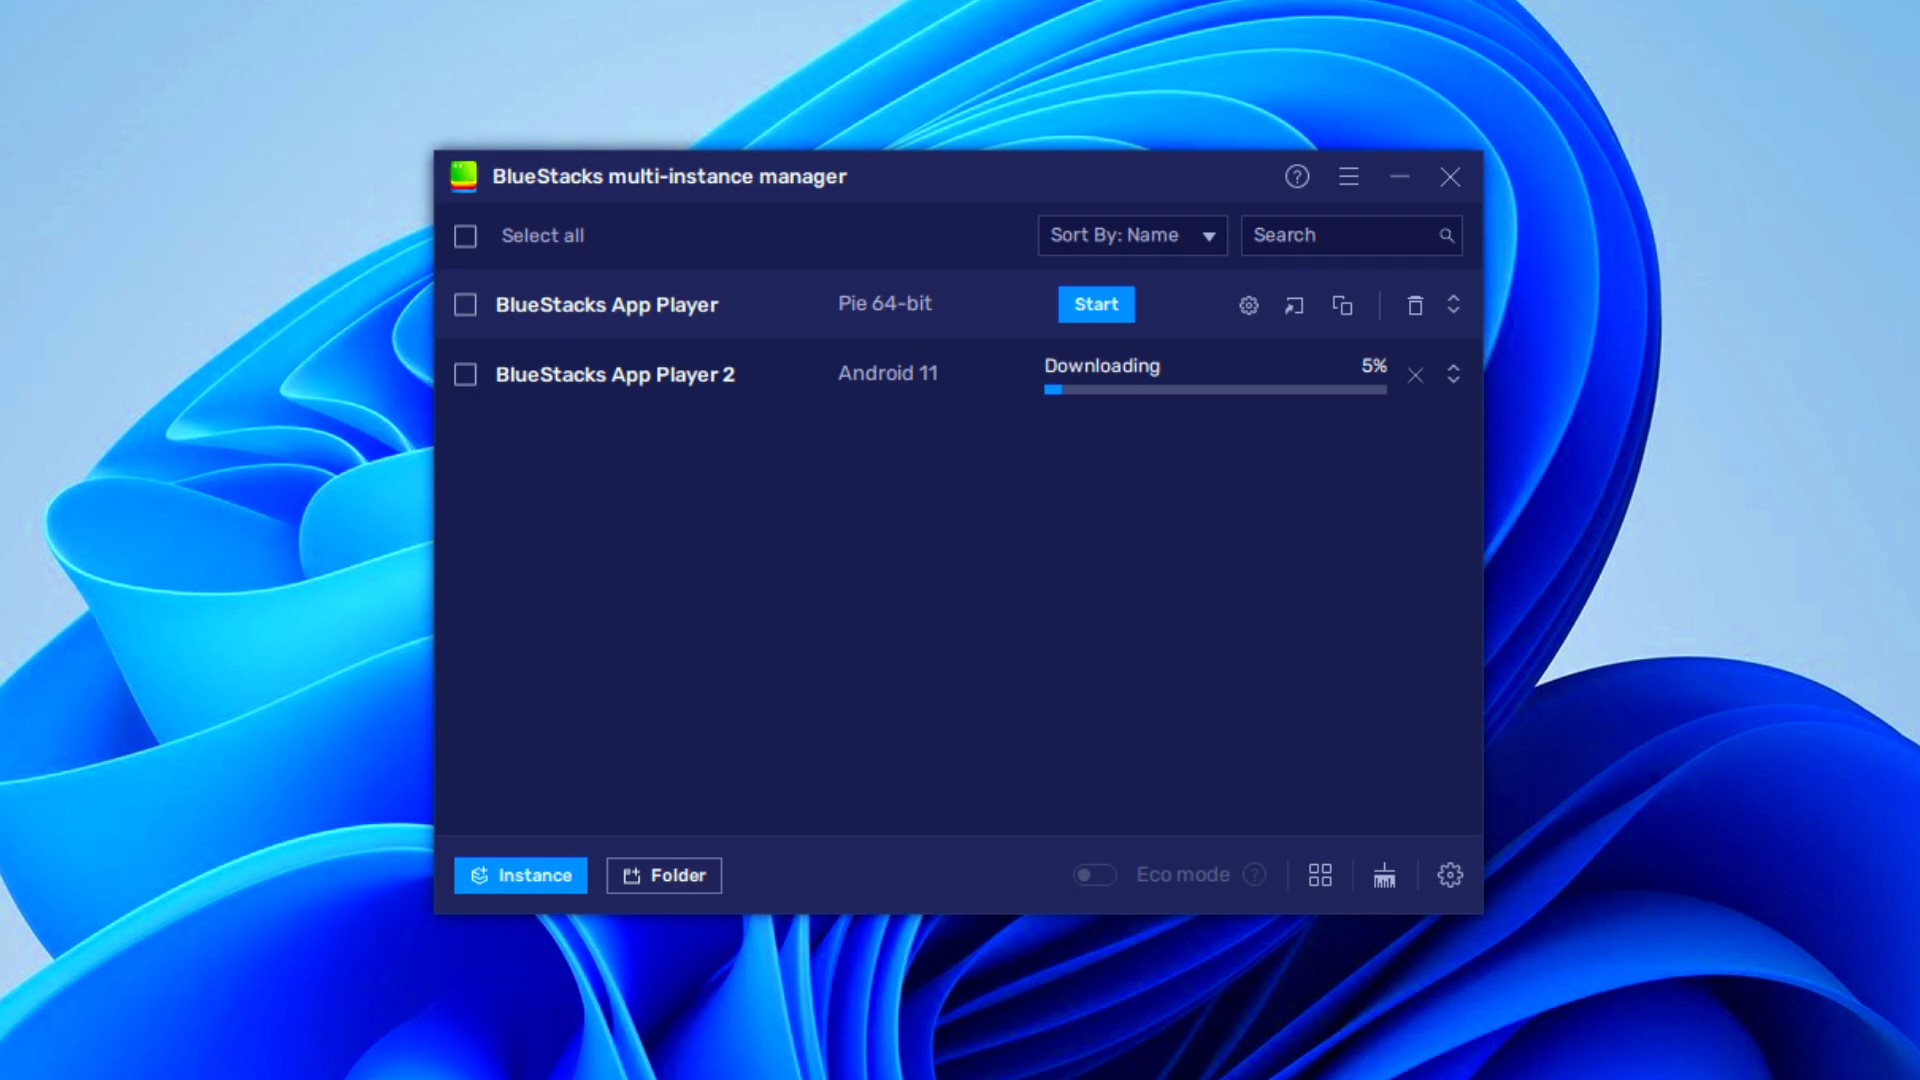 BlueStacks multi-instance manager
Select all
Sort By: Name
Search
BlueStacks App Player
Pie 64-bit
Start
BlueStacks App Player 2
Android 11
Downloading
5%
Instance
Folder
Eco mode